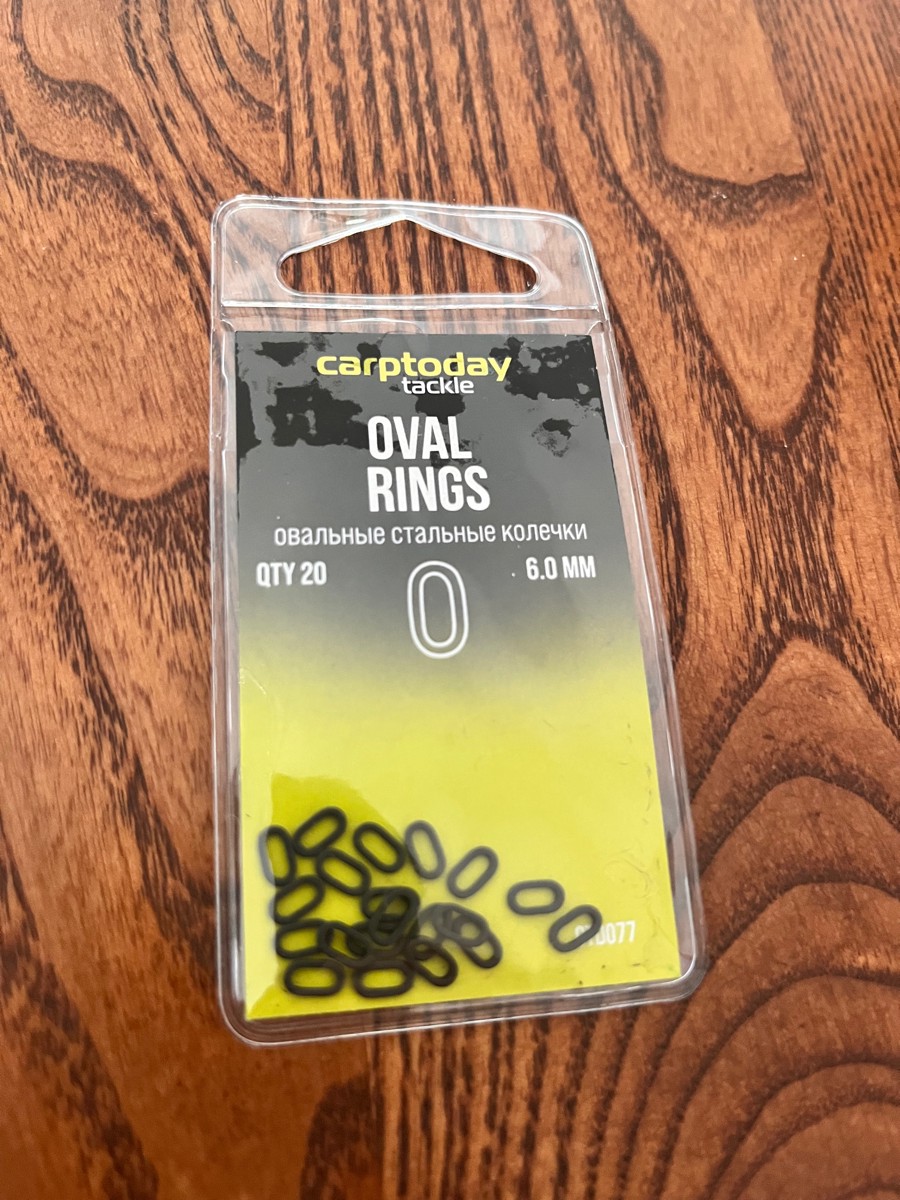 carptoday
tackle
OVAL
RINGS
овальные стальные колечки
QTY 20
6.0 MM